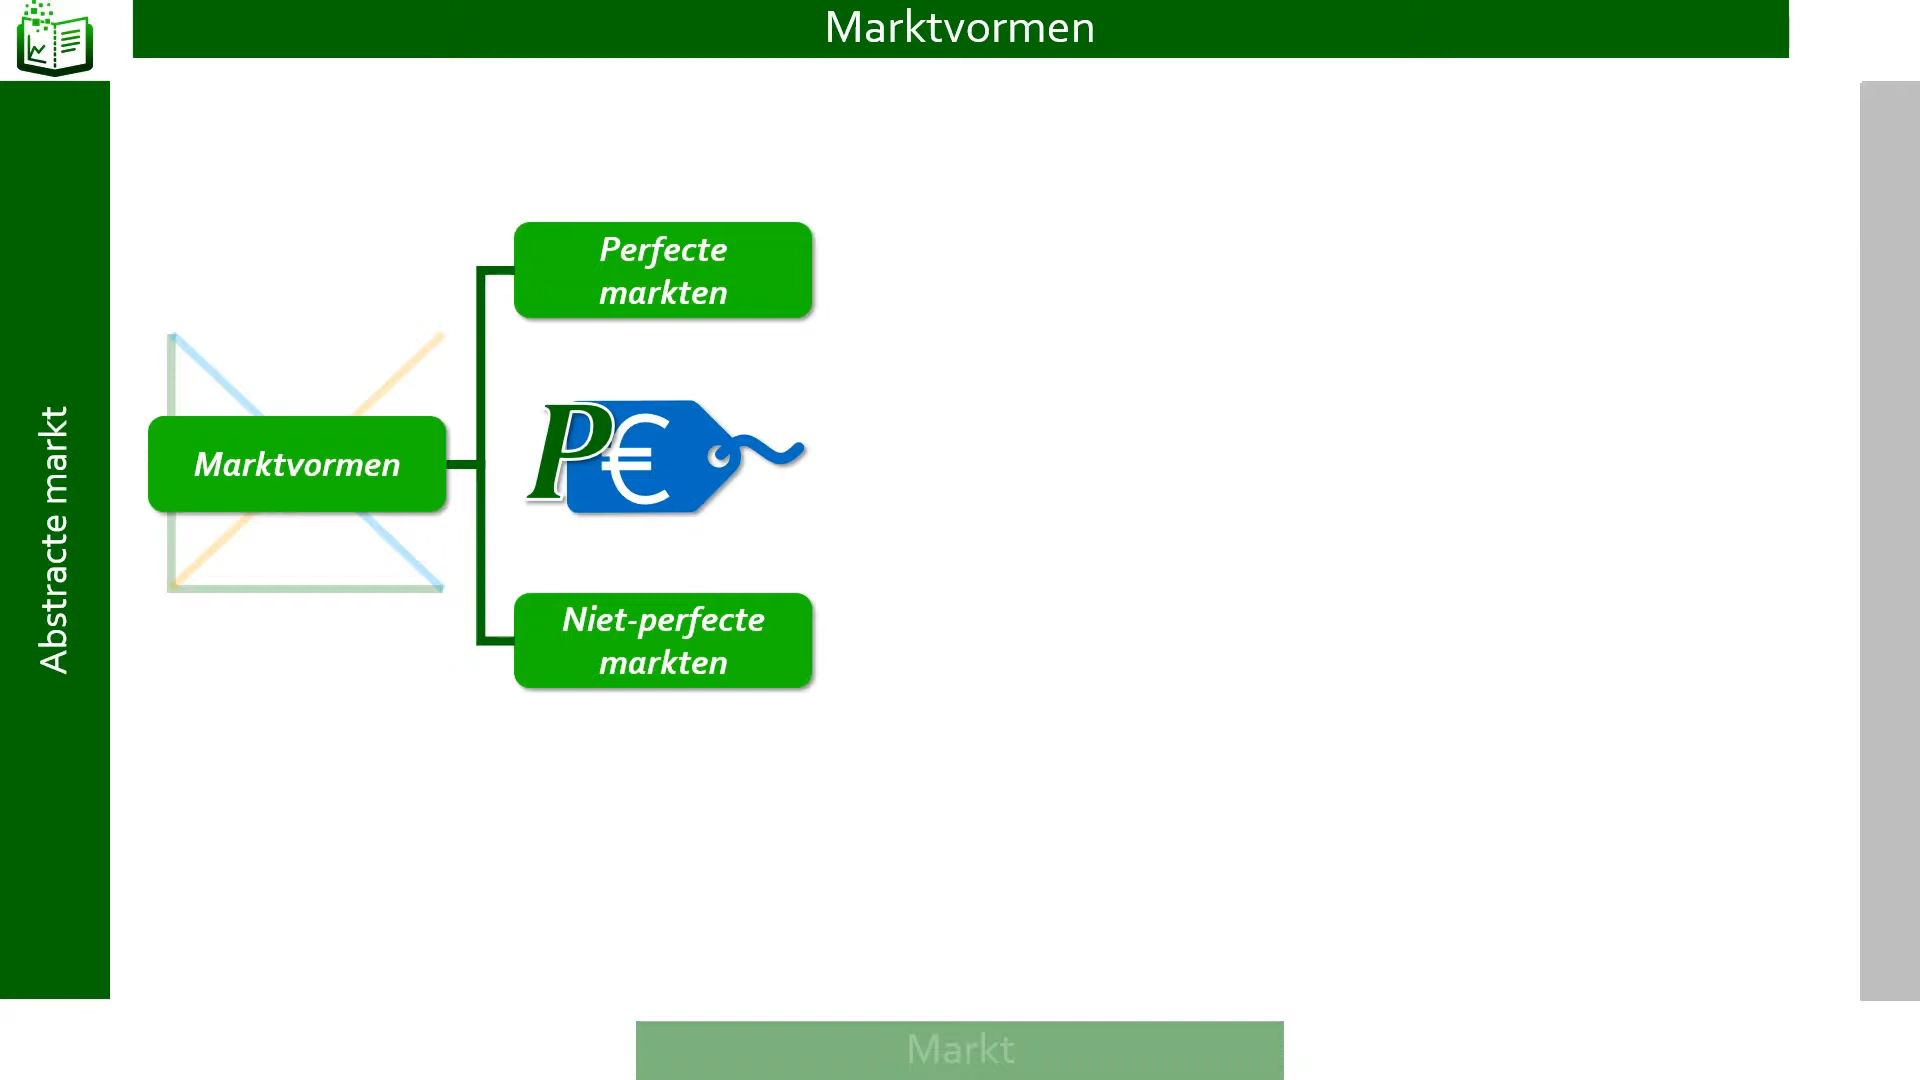 Marktvormen
Abstracte markt
Perfecte
markten
Marktvormen
P€
Niet-perfecte
markten
Markt